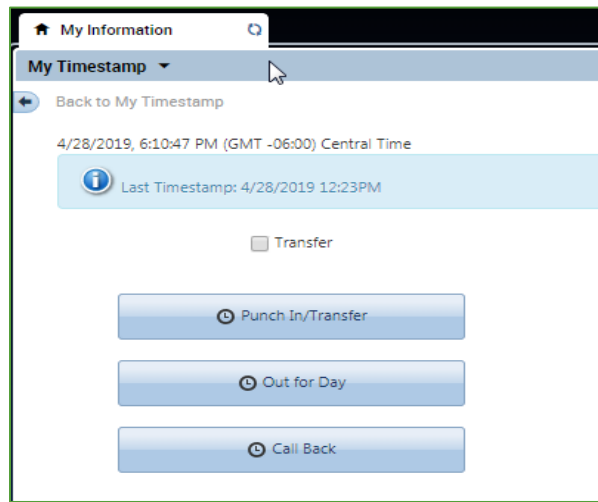 My Information
My Timestamp
Back to My Timestamp
4/28/2019, 6:10:47 PM (GMT -06:00) Central Time
Last Timestamp: 4/28/2019 12:23PM
Transfer
Punch In/Transfer
Out for Day
Call Back